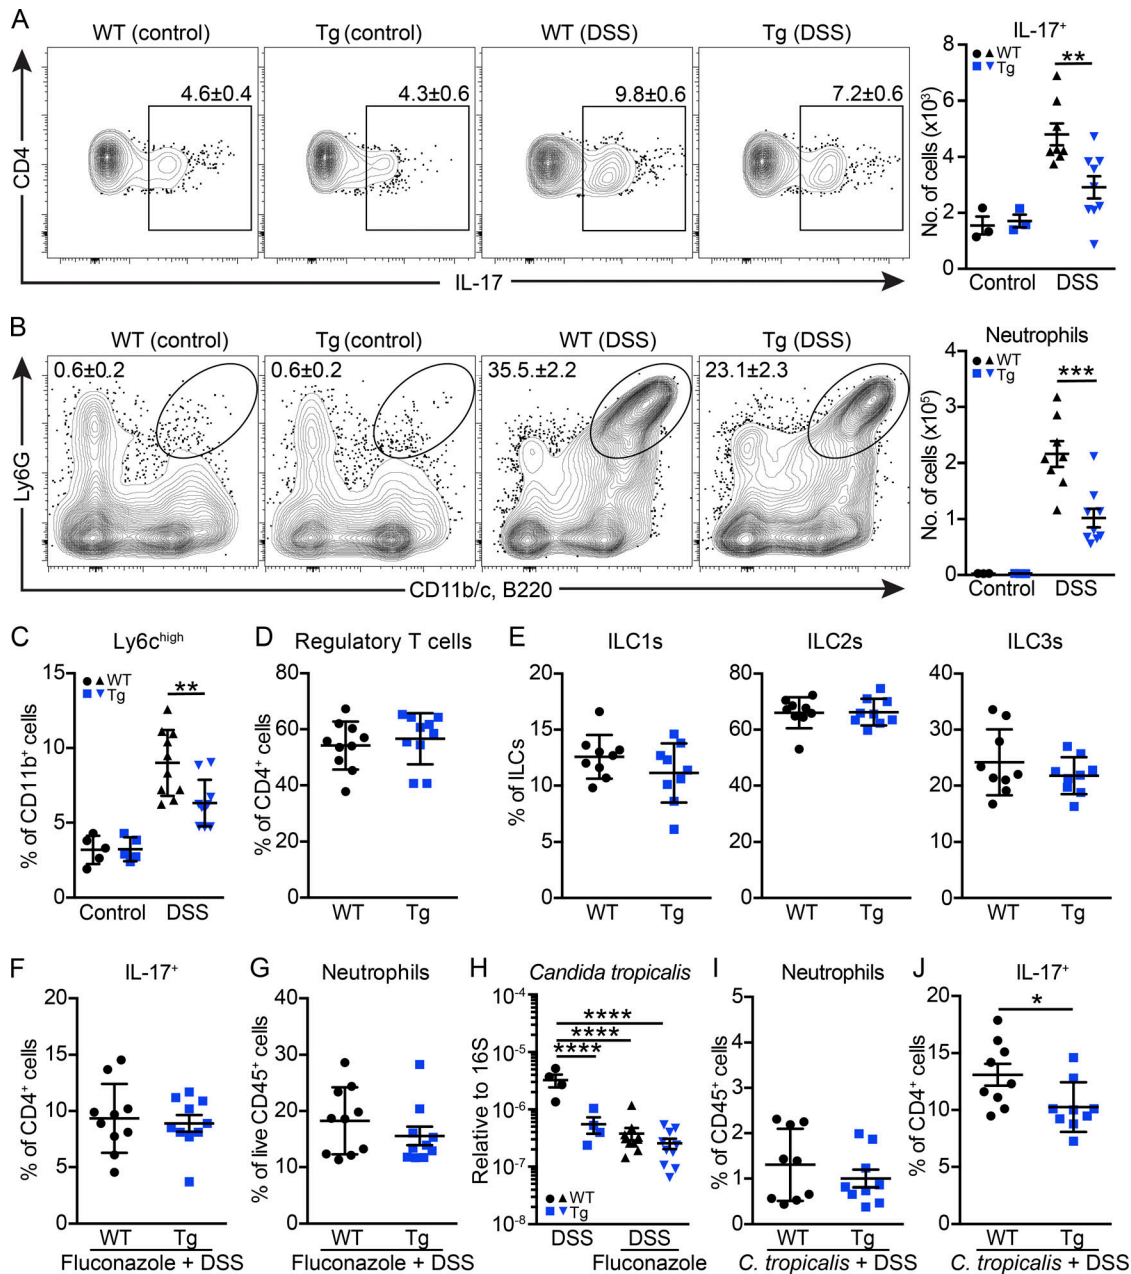 A
WT (control)
Tg (control)
WT (DSS)
Tg (DSS)
4.6±0.4
4.3±0.6
9.8±0.6
7.2±0.6
CD4
IL-17
IL-17⁺
WT
Tg
**
No. of cells (x10³)
8
6
4
2
0
Control
DSS
B
WT (control)
Tg (control)
WT (DSS)
Tg (DSS)
0.6±0.2
0.6±0.2
35.5.±2.2
23.1±2.3
Ly6G
CD11b/c, B220
Neutrophils
WT
Tg
***
No. of cells (x10⁵)
4
3
2
1
0
Control
DSS
C
Ly6cʰⁱᵍʰ
WT
Tg
**
% of CD11b⁺ cells
15
10
5
0
Control
DSS
D
Regulatory T cells
% of CD4⁺ cells
80
60
40
20
0
WT
Tg
E
ILC1s
% of ILCs
20
15
10
5
0
WT
Tg
ILC2s
80
60
40
20
0
WT
Tg
ILC3s
40
30
20
10
0
WT
Tg
F
IL-17⁺
% of CD4⁺ cells
20
15
10
5
0
WT
Tg
Fluconazole + DSS
G
Neutrophils
% of live CD45⁺ cells
40
30
20
10
0
WT
Tg
Fluconazole + DSS
H
Candida tropicalis
Relative to 16S
10⁻⁴
10⁻⁵
10⁻⁶
10⁻⁷
10⁻⁸
****
****
****
WT
Tg
DSS
DSS
Fluconazole
I
Neutrophils
% of CD45⁺ cells
5
4
3
2
1
0
WT
Tg
C. tropicalis + DSS
J
IL-17⁺
*
% of CD4⁺ cells
20
15
10
5
0
WT
Tg
C. tropicalis + DSS